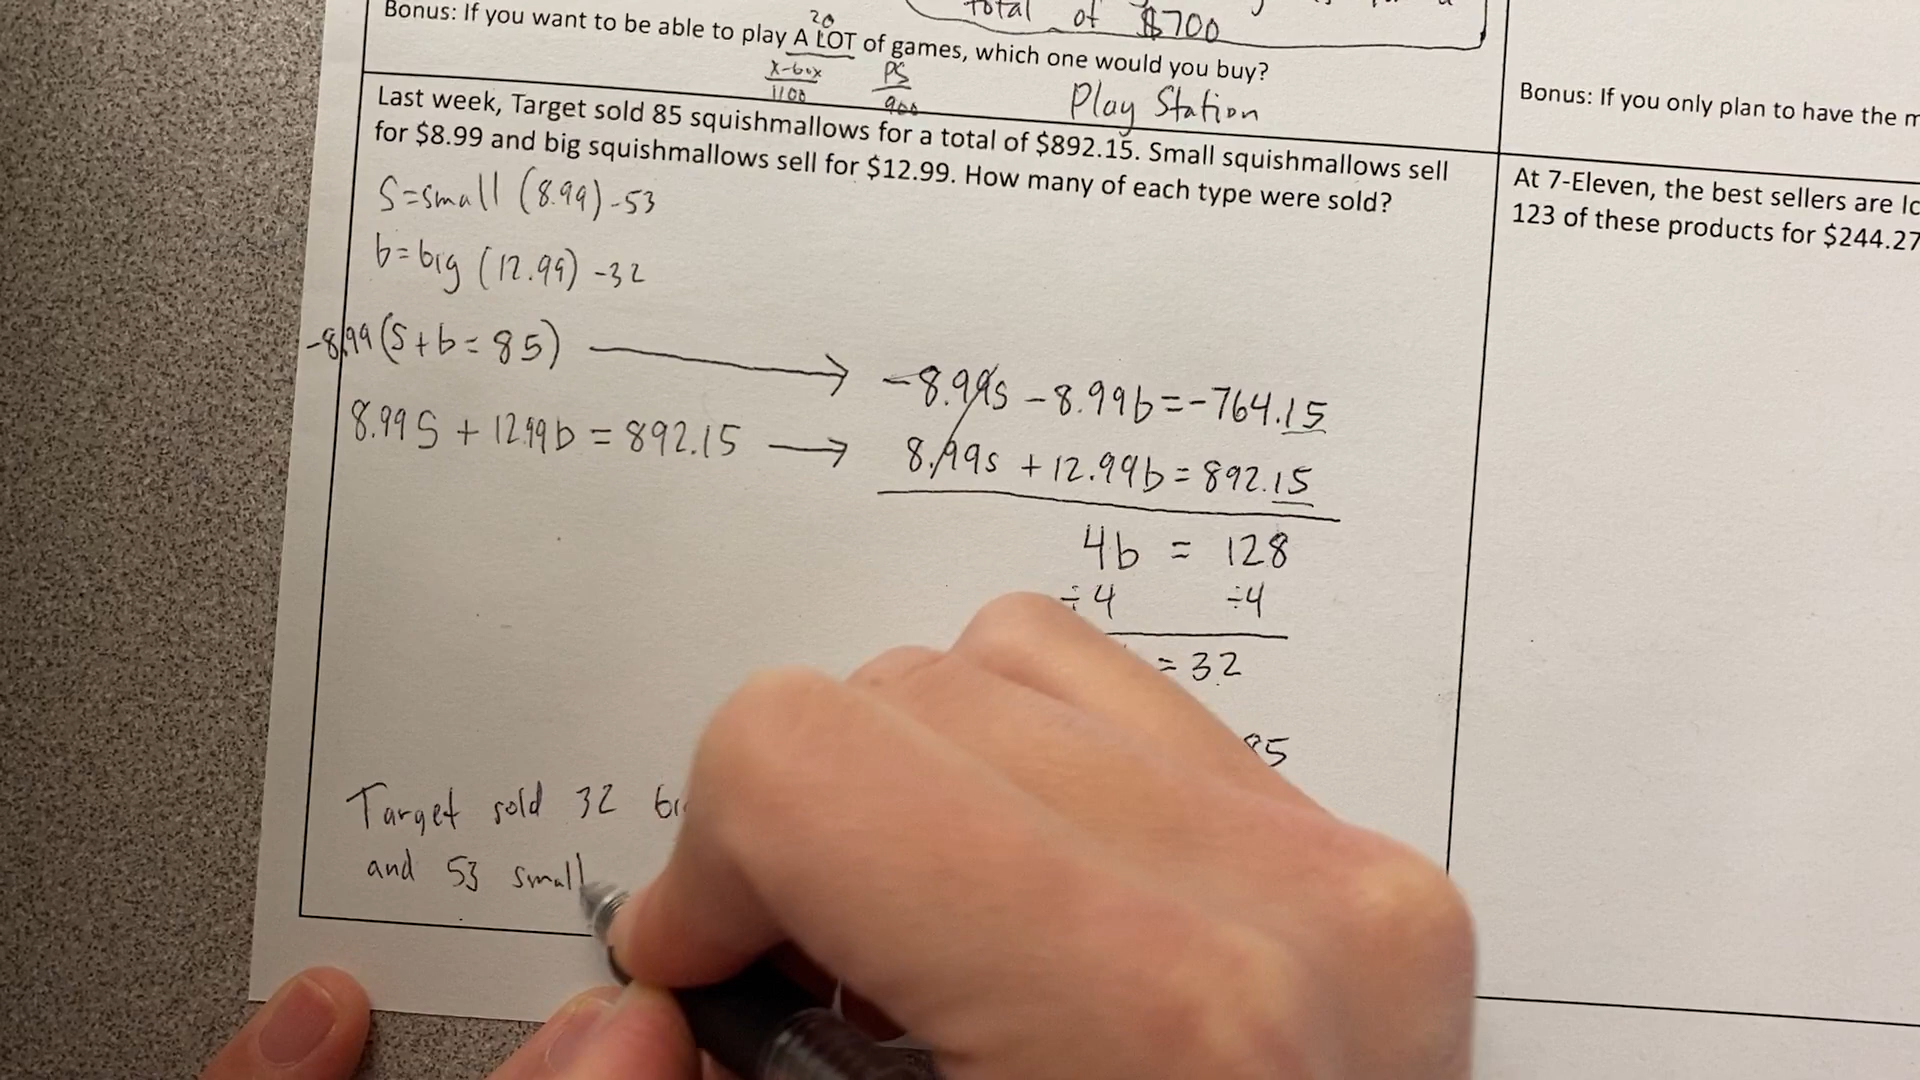 total of $700
Bonus: If you want to be able to play A LOT of games, which one would you buy?
20
x-box PS
1100 900
Play Station
Last week, Target sold 85 squishmallows for a total of $892.15. Small squishmallows sell
for $8.99 and big squishmallows sell for $12.99. How many of each type were sold?
S=small (8.99) -53
b=big (12.99) -32
-8.99(S+b=85)
8.99S + 12.99b = 892.15
-8.99s - 8.99b = -764.15
8.99s + 12.99b = 892.15
4b = 128
÷4 ÷4
= 32
85
Target sold 32
and 53 small
Bonus: If you only plan to have the
At 7-Eleven, the best sellers are
123 of these products for $244.27